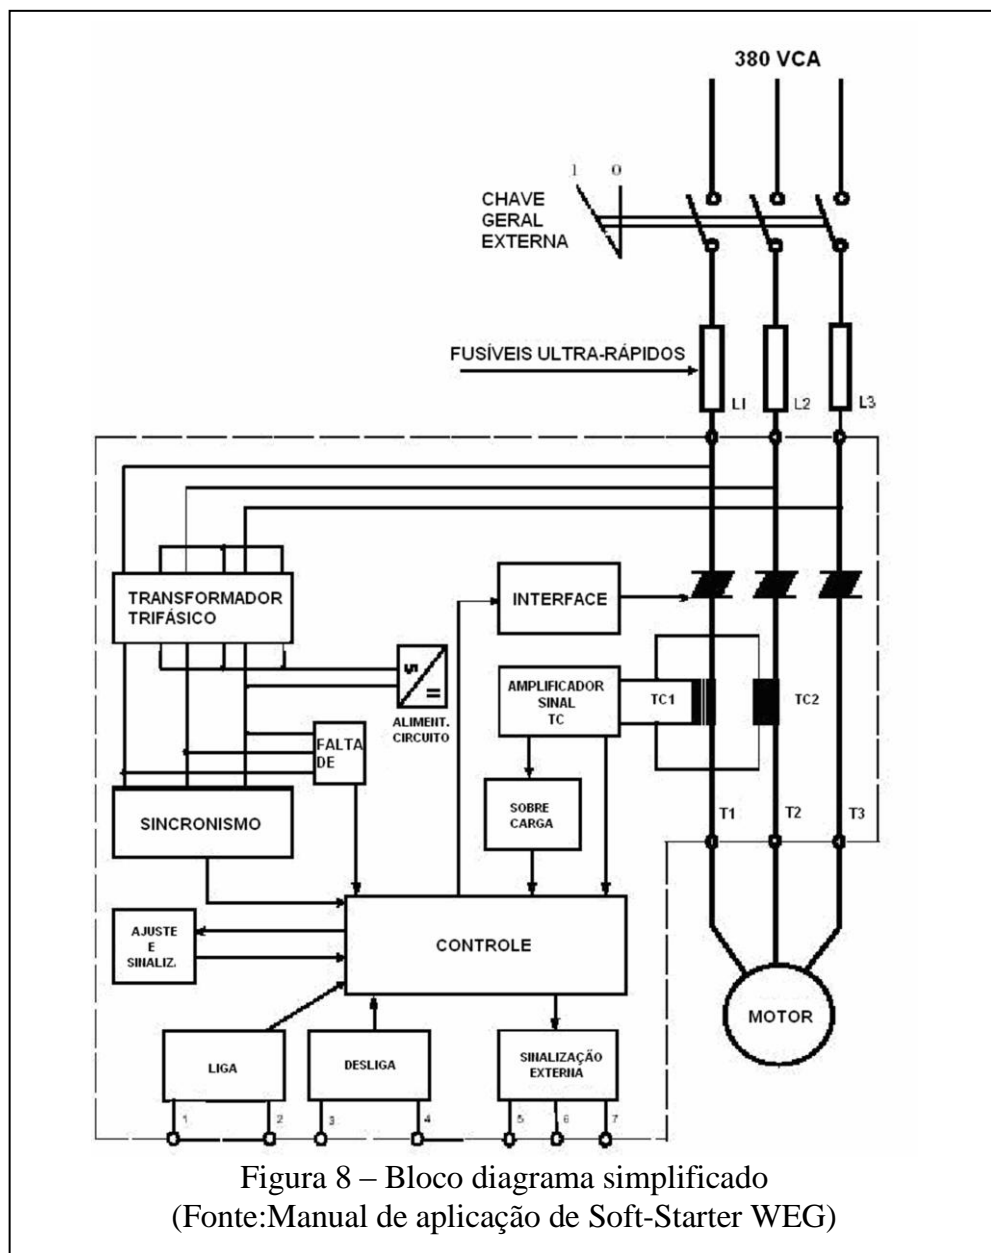 380 VCA
1 0
CHAVE
GERAL
EXTERNA
FUSÍVEIS ULTRA-RÁPIDOS
L1 L2 L3
TRANSFORMADOR
TRIFÁSICO
INTERFACE
ALIMENT.
CIRCUITO
AMPLIFICADOR
SINAL
TC
TC1 TC2
FALTA
DE
SINCRONISMO
SOBRE
CARGA
T1 T2 T3
AJUSTE
E
SINALIZ.
CONTROLE
MOTOR
LIGA
DESLIGA
SINALIZAÇÃO
EXTERNA
1 2 3 4 5 6 7
Figura 8 – Bloco diagrama simplificado
(Fonte:Manual de aplicação de Soft-Starter WEG)